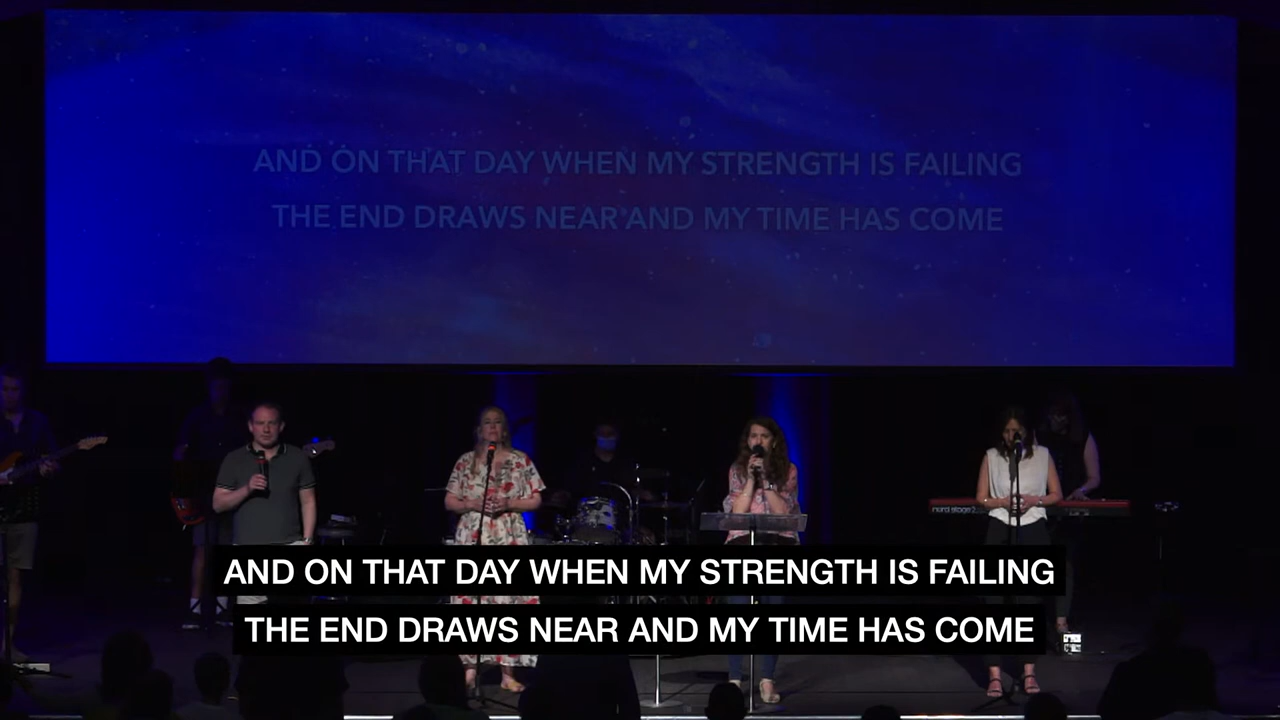 AND ON THAT DAY WHEN MY STRENGTH IS FAILING
THE END DRAWS NEAR AND MY TIME HAS COME
nord stage 2
AND ON THAT DAY WHEN MY STRENGTH IS FAILING
THE END DRAWS NEAR AND MY TIME HAS COME